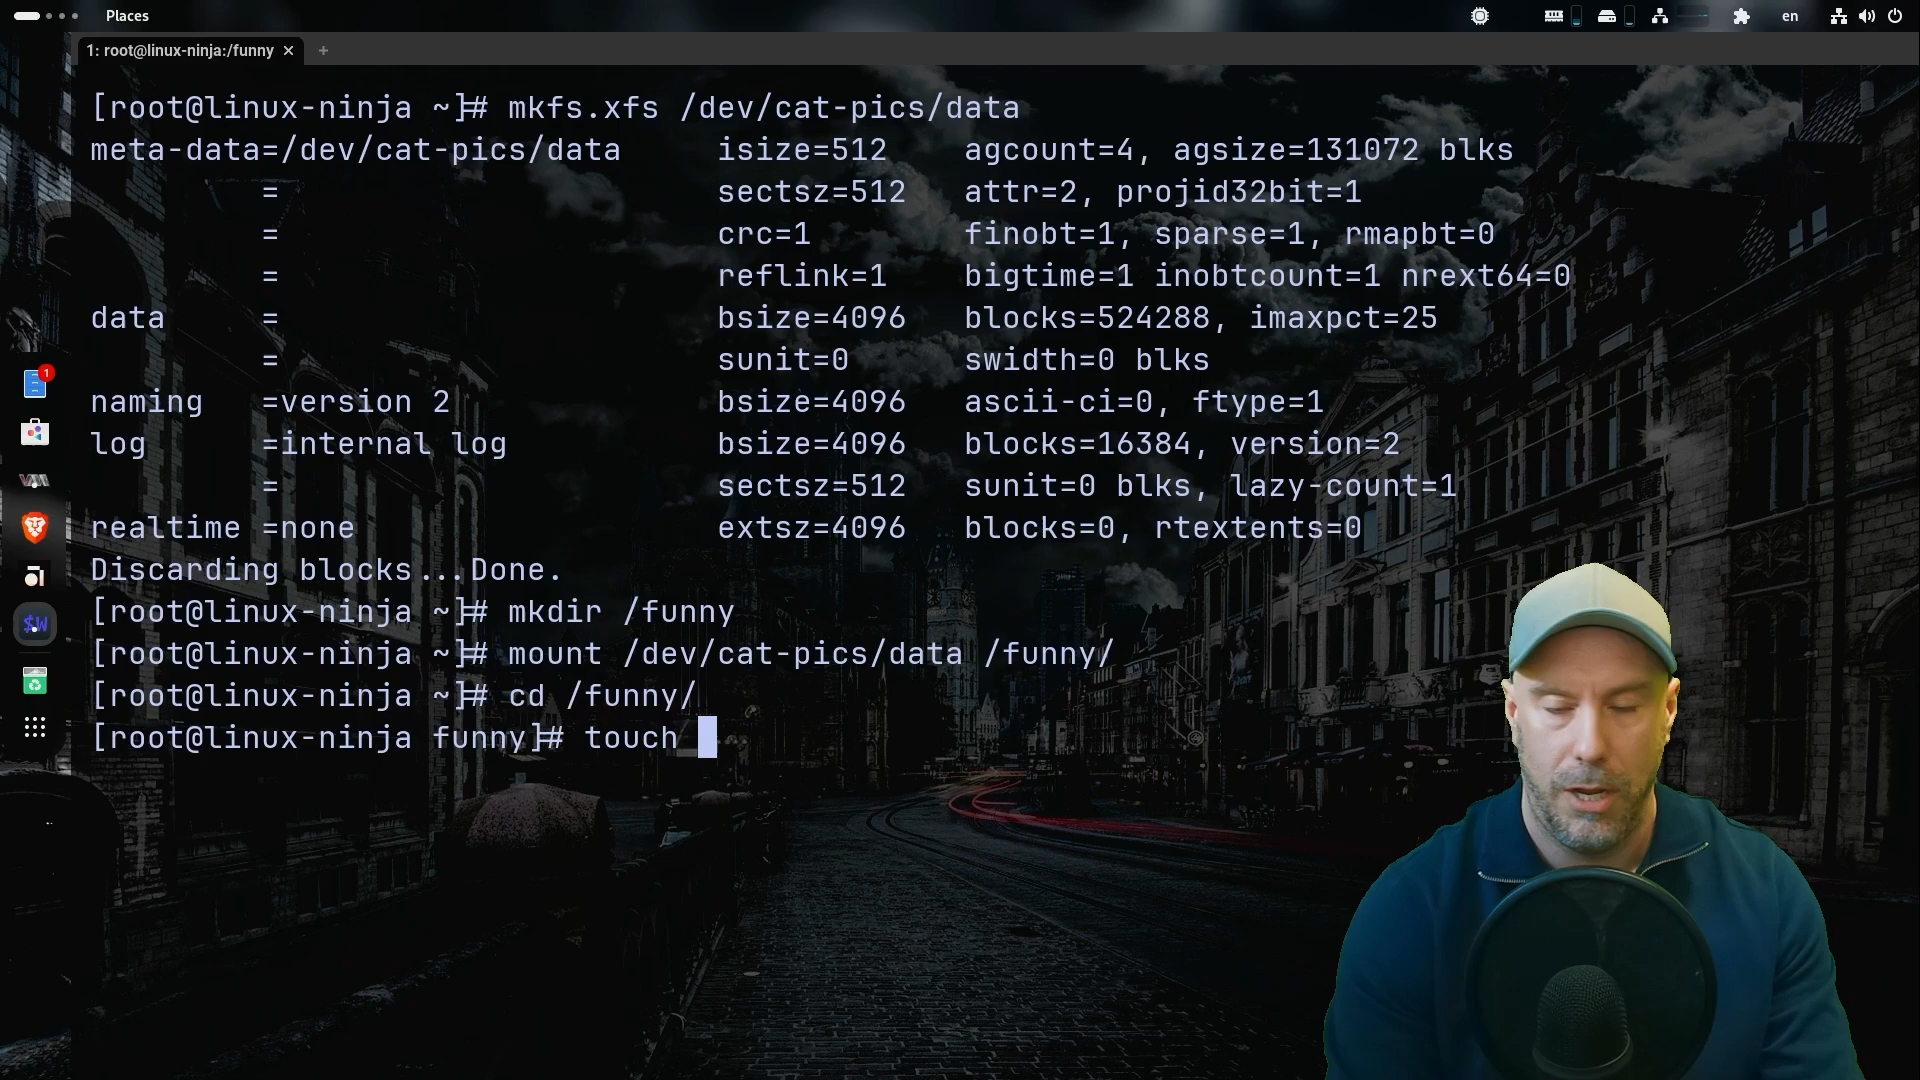 Places
en
1: root@linux-ninja:/funny × +
[root@linux-ninja ~]# mkfs.xfs /dev/cat-pics/data
meta-data=/dev/cat-pics/data isize=512 agcount=4, agsize=131072 blks
= sectsz=512 attr=2, projid32bit=1
= crc=1 finobt=1, sparse=1, rmapbt=0
= reflink=1 bigtime=1 inobtcount=1 nrext64=0
data = bsize=4096 blocks=524288, imaxpct=25
= sunit=0 swidth=0 blks
naming =version 2 bsize=4096 ascii-ci=0, ftype=1
log =internal log bsize=4096 blocks=16384, version=2
= sectsz=512 sunit=0 blks, lazy-count=1
realtime =none extsz=4096 blocks=0, rtextents=0
Discarding blocks...Done.
[root@linux-ninja ~]# mkdir /funny
[root@linux-ninja ~]# mount /dev/cat-pics/data /funny/
[root@linux-ninja ~]# cd /funny/
[root@linux-ninja funny]# touch
1
$W